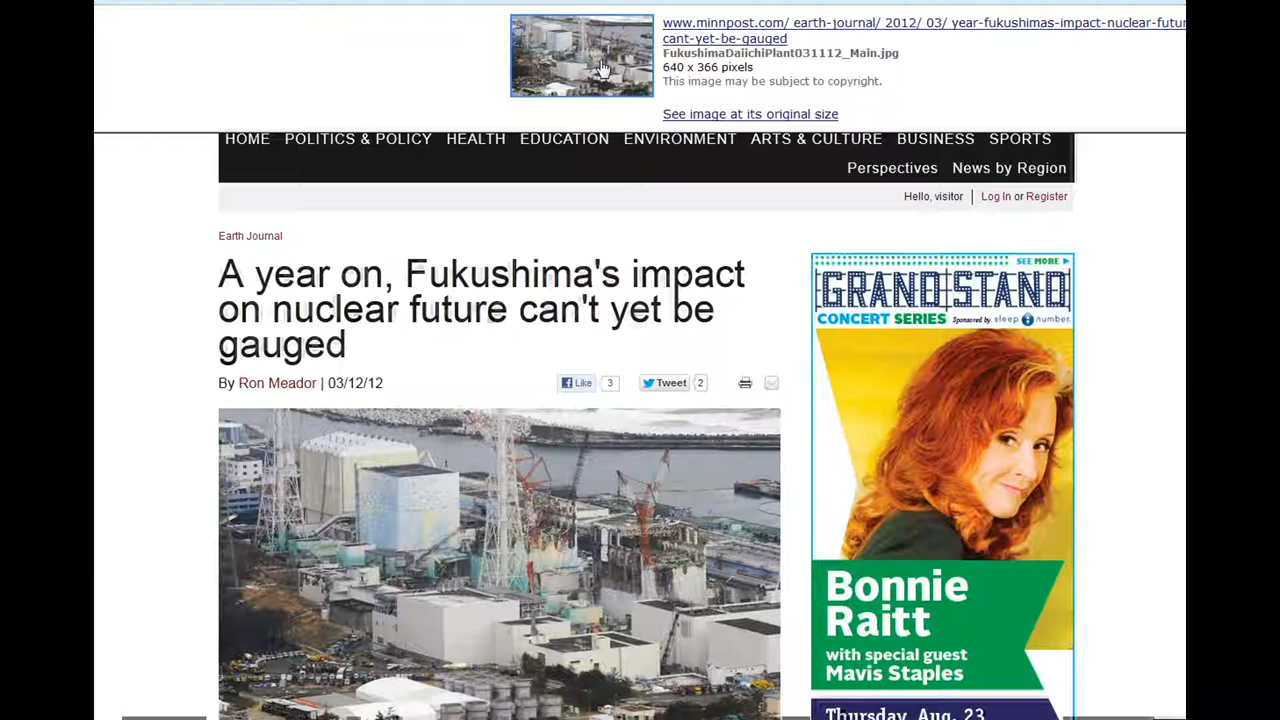 www.minnpost.com/ earth-journal/ 2012/ 03/ year-fukushimas-impact-nuclear-futur
cant-yet-be-gauged
FukushimaDaiichiPlant031112_Main.jpg
640 x 366 pixels
This image may be subject to copyright.
See image at its original size
HOME POLITICS & POLICY HEALTH EDUCATION ENVIRONMENT ARTS & CULTURE BUSINESS SPORTS
Perspectives News by Region
Hello, visitor | Log In or Register
Earth Journal
A year on, Fukushima's impact
on nuclear future can't yet be
gauged
By Ron Meador | 03/12/12
Like 3 Tweet 2
SEE MORE
GRANDSTAND
CONCERT SERIES Sponsored by sleep number.
Bonnie
Raitt
with special guest
Mavis Staples
Thursday, Aug. 23